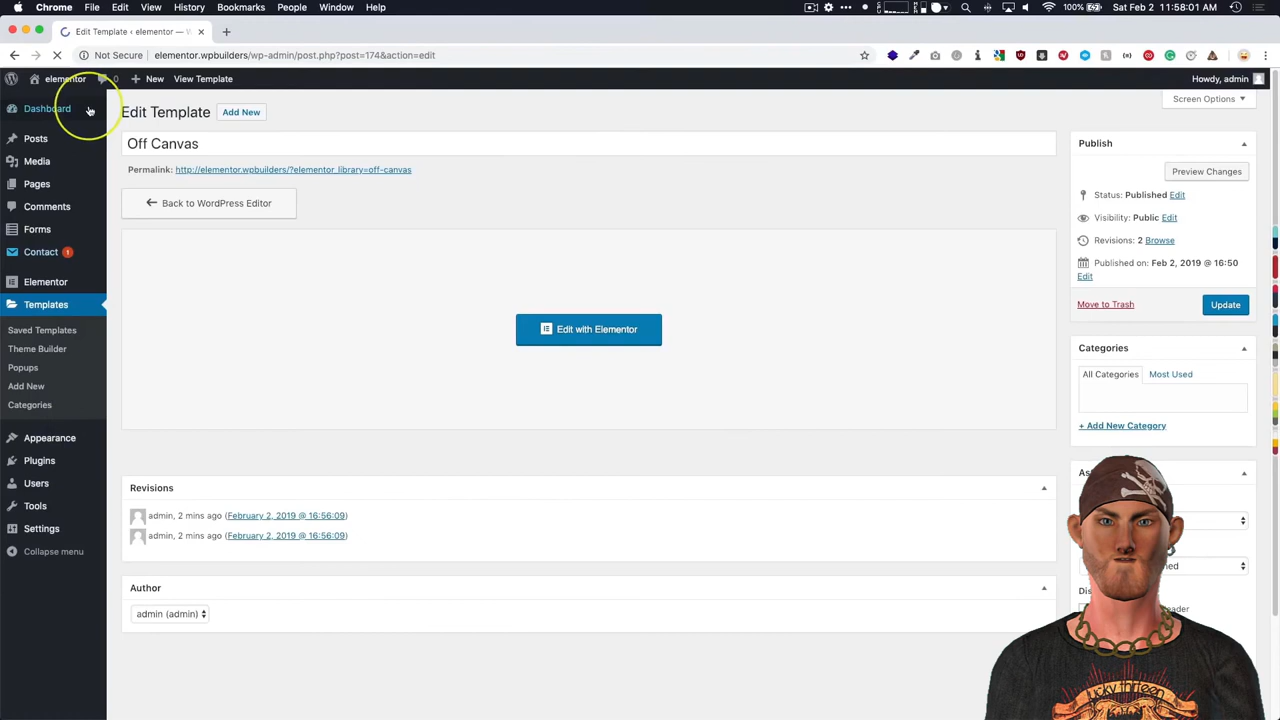 Chrome File Edit View History Bookmarks People Window Help 100% Sat Feb 2 11:58:01 AM
Edit Template ‹ elementor — W
Not Secure elementor.wpbuilders/wp-admin/post.php?post=174&action=edit
elementor 0 New View Template Howdy, admin
Dashboard
Posts
Media
Pages
Comments
Forms
Contact 1
Elementor
Templates
Saved Templates
Theme Builder
Popups
Add New
Categories
Appearance
Plugins
Users
Tools
Settings
Collapse menu
Screen Options
Edit Template Add New
Off Canvas
Permalink: http://elementor.wpbuilders/?elementor_library=off-canvas
Back to WordPress Editor
Edit with Elementor
Revisions
admin, 2 mins ago (February 2, 2019 @ 16:56:09)
admin, 2 mins ago (February 2, 2019 @ 16:56:09)
Author
admin (admin)
Publish
Preview Changes
Status: Published Edit
Visibility: Public Edit
Revisions: 2 Browse
Published on: Feb 2, 2019 @ 16:50
Edit
Move to Trash Update
Categories
All Categories Most Used
+ Add New Category
lucky thirteen